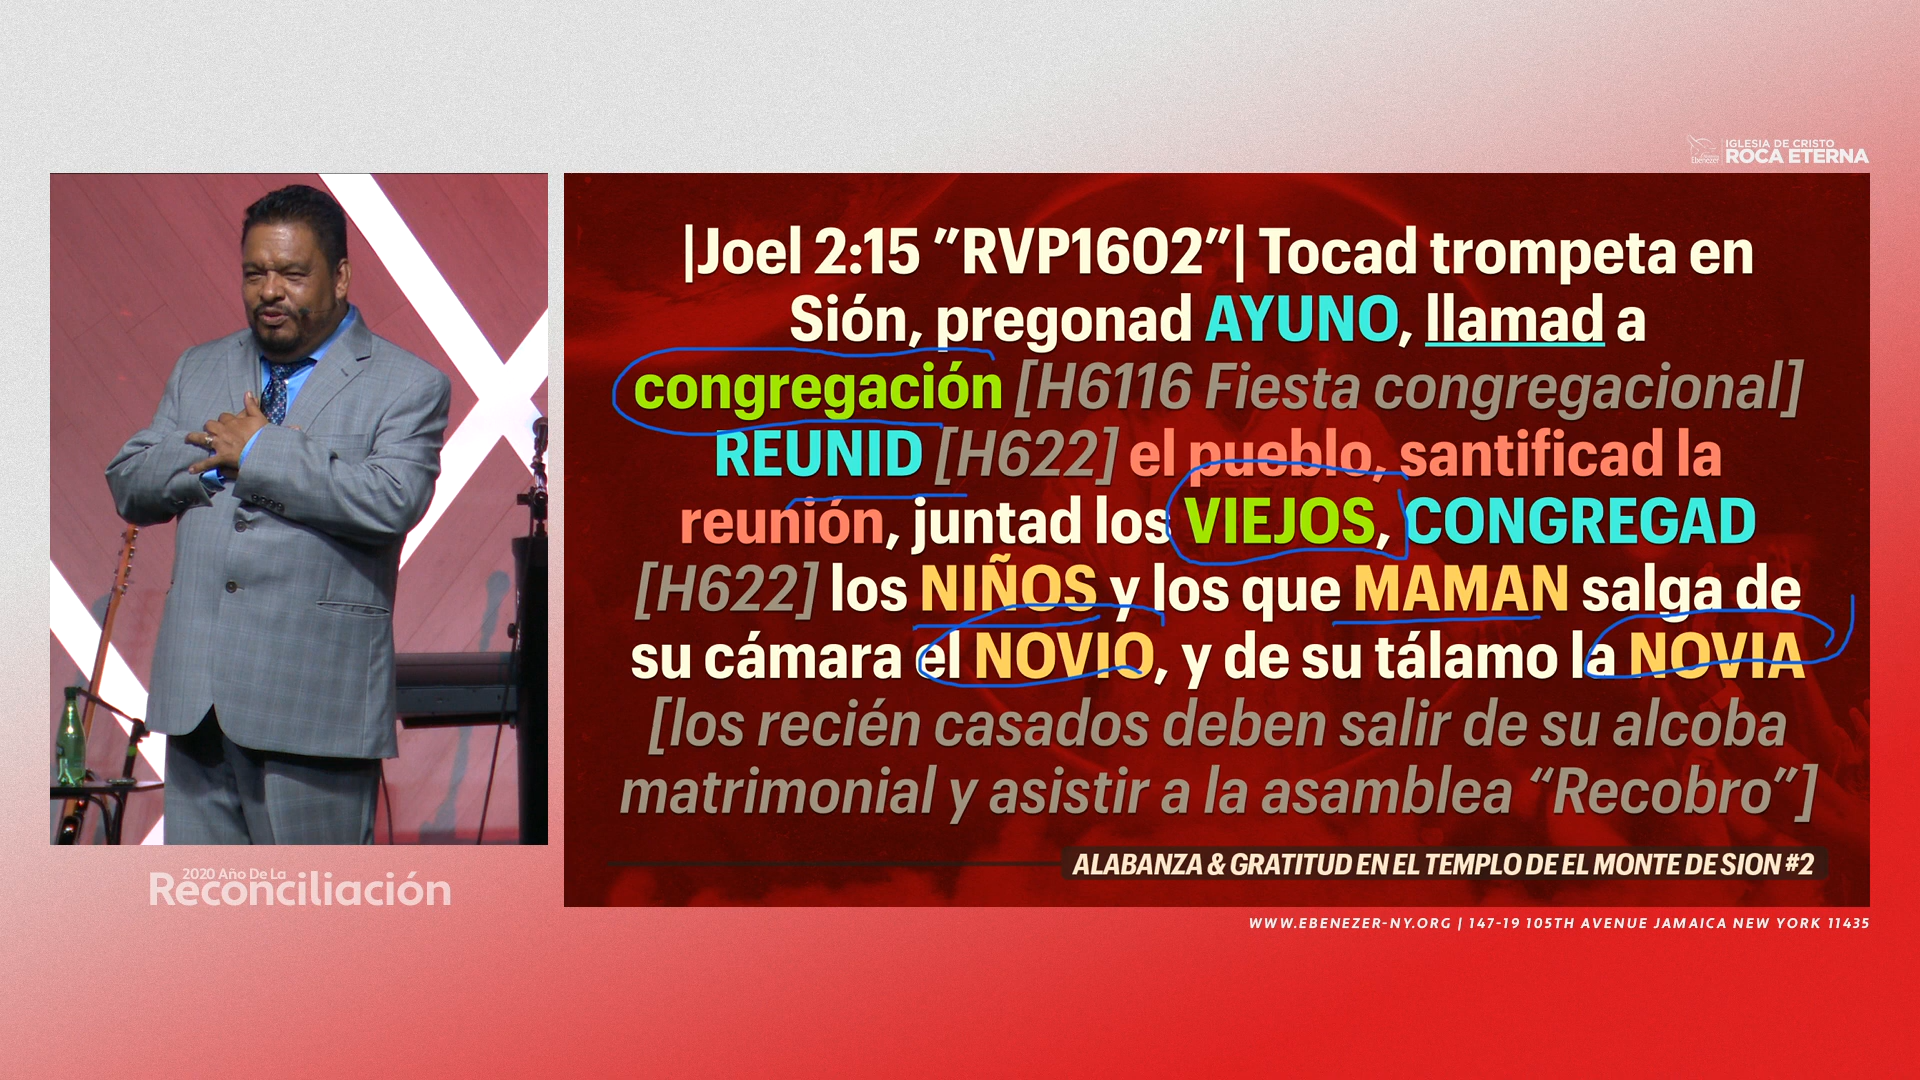 IGLESIA DE CRISTO
Ebenezer
ROCA ETERNA
|Joel 2:15 ”RVP1602”| Tocad trompeta en
Sión, pregonad AYUNO, llamad a
congregación [H6116 Fiesta congregacional]
REUNID [H622] el pueblo, santificad la
reunión, juntad los VIEJOS, CONGREGAD
[H622] los NIÑOS y los que MAMAN salga de
su cámara el NOVIO, y de su tálamo la NOVIA
[los recién casados deben salir de su alcoba
matrimonial y asistir a la asamblea “Recobro”]
ALABANZA & GRATITUD EN EL TEMPLO DE EL MONTE DE SION #2
2020 Año De La
Reconciliación
WWW.EBENEZER-NY.ORG | 147-19 105TH AVENUE JAMAICA NEW YORK 11435